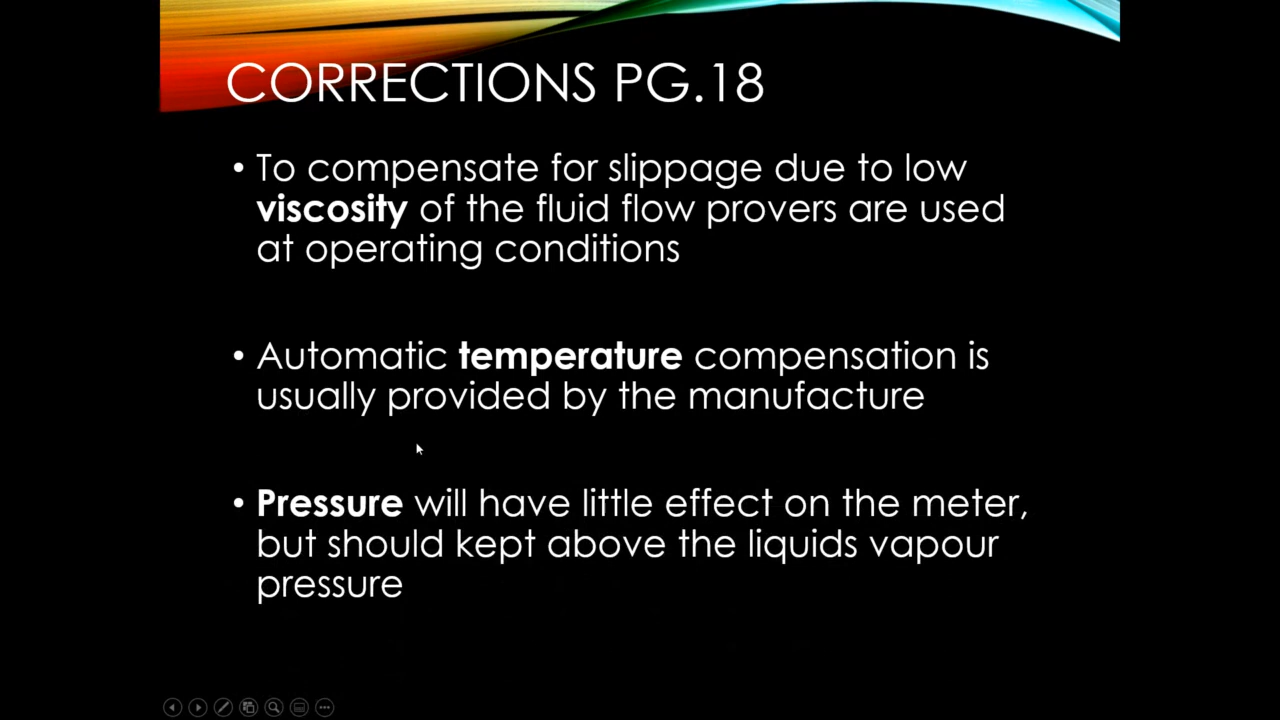 CORRECTIONS PG.18
• To compensate for slippage due to low
viscosity of the fluid flow provers are used
at operating conditions
• Automatic temperature compensation is
usually provided by the manufacture
• Pressure will have little effect on the meter,
but should kept above the liquids vapour
pressure